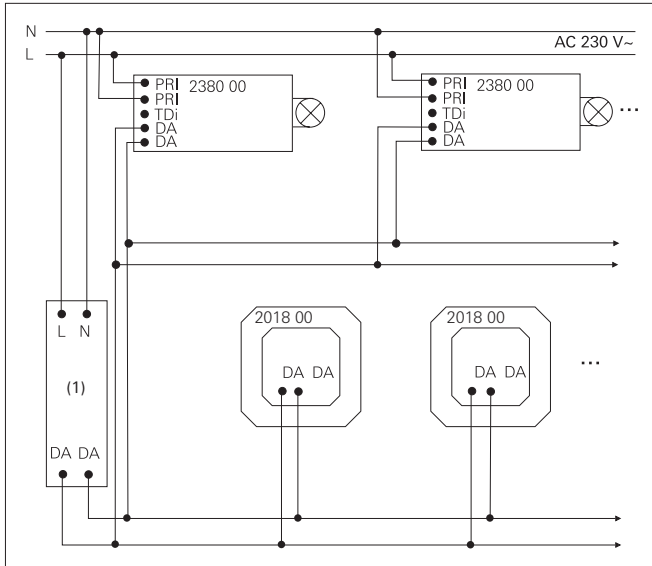 N
AC 230 V~
L
PRI 2380 00
PRI
TDi
DA
DA
PRI 2380 00
PRI
TDi
DA
DA
...
L N
(1)
DA DA
2018 00
DA DA
2018 00
DA DA
...